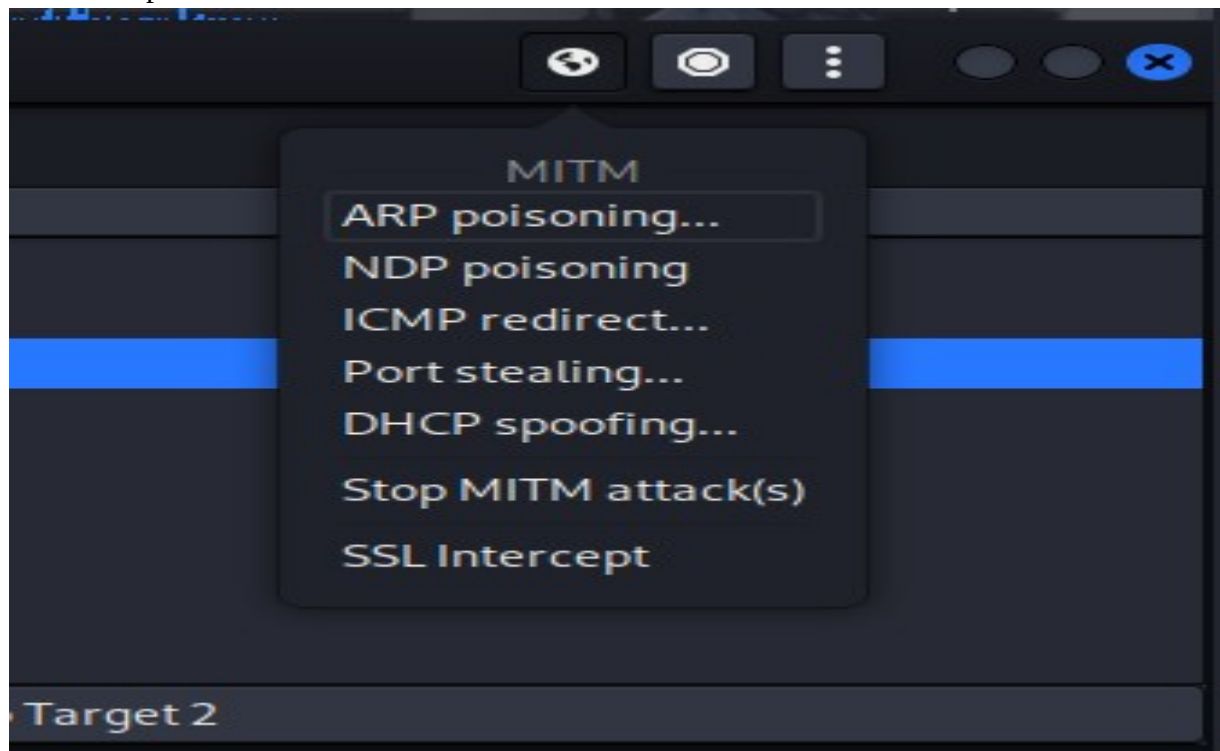 MITM
ARP poisoning...
NDP poisoning
ICMP redirect...
Port stealing...
DHCP spoofing...
Stop MITM attack(s)
SSL Intercept
Target 2